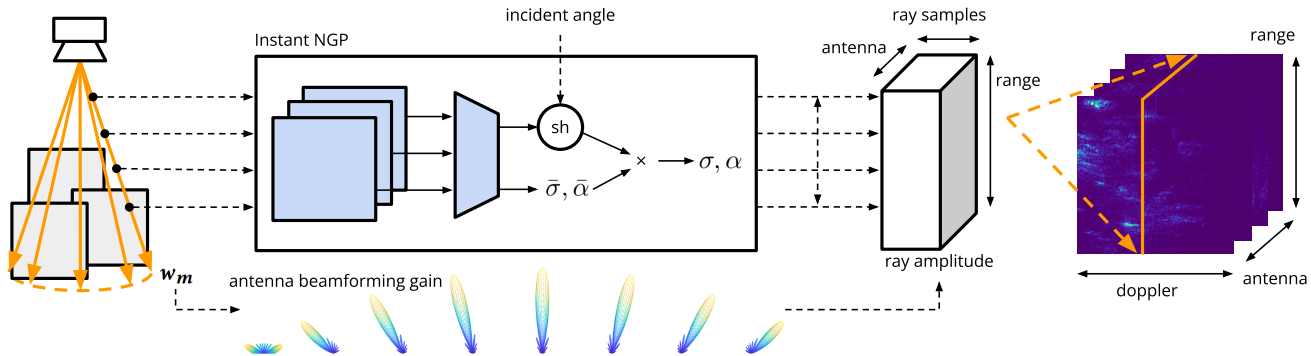 incident angle
Instant NGP
sh
σ̄, ᾱ
×
σ, α
ray samples
antenna
range
ray amplitude
range
doppler
antenna
w_m
antenna beamforming gain